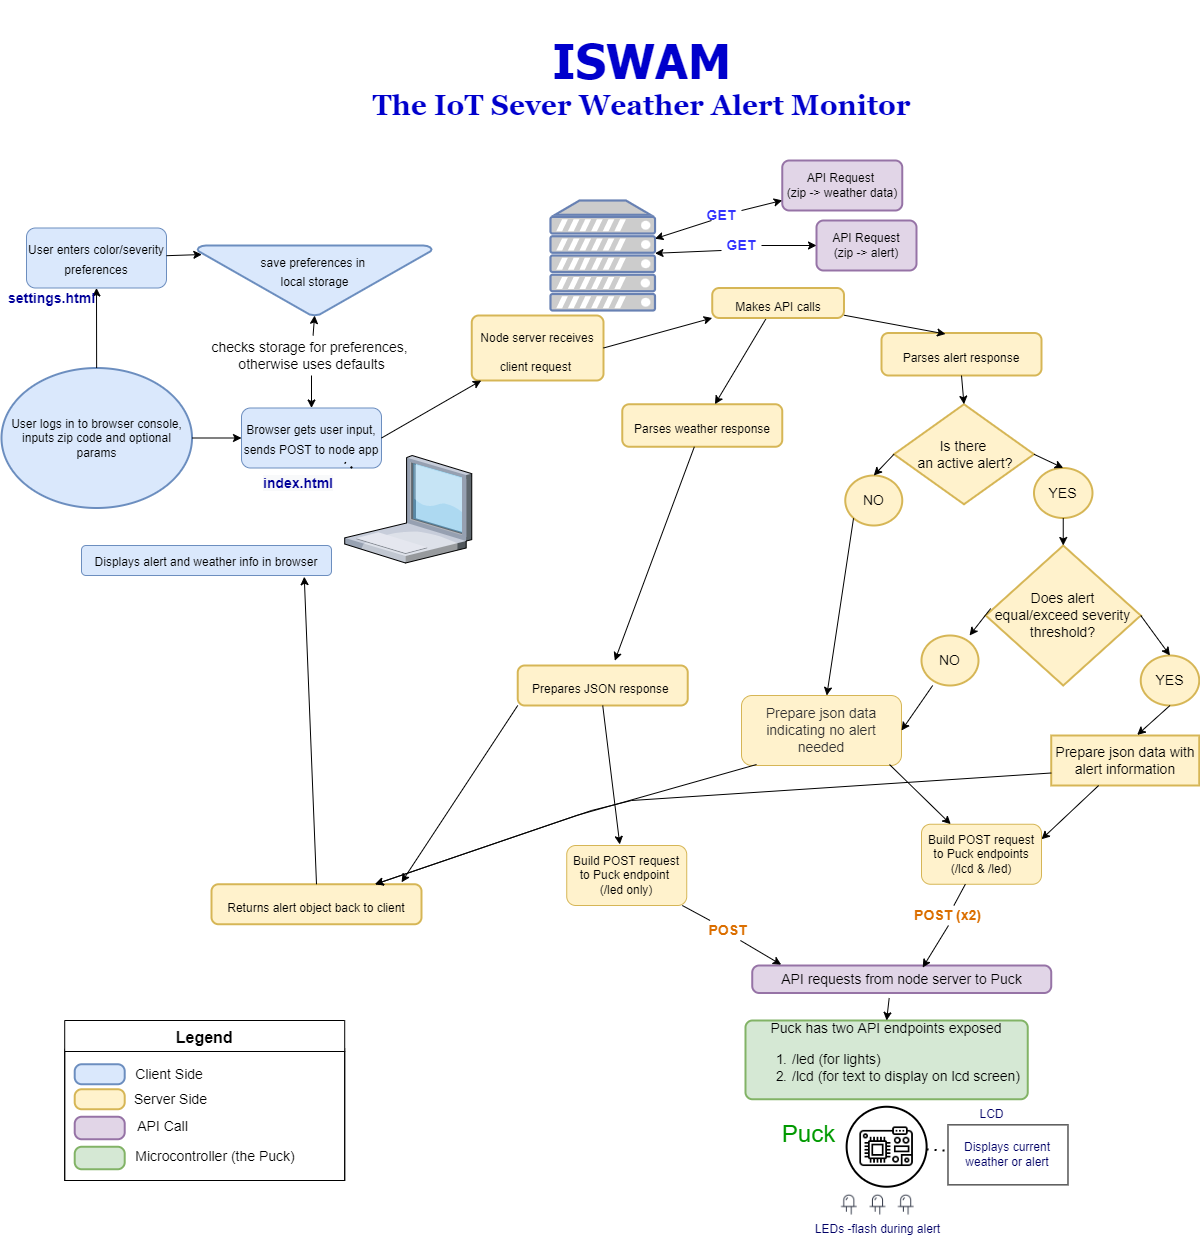 ISWAM
The IoT Sever Weather Alert Monitor
API Request
(zip -> weather data)
GET
API Request
(zip -> alert)
GET
User enters color/severity
preferences
settings.html
save preferences in
local storage
checks storage for preferences,
otherwise uses defaults
User logs in to browser console,
inputs zip code and optional
params
Browser gets user input,
sends POST to node app
index.html
Node server receives
client request
Makes API calls
Parses alert response
Parses weather response
Is there
an active alert?
NO
YES
Displays alert and weather info in browser
Does alert
equal/exceed severity
threshold?
NO
YES
Prepares JSON response
Prepare json data
indicating no alert
needed
Prepare json data with
alert information
Build POST request
to Puck endpoint
(/led only)
Build POST request
to Puck endpoints
(/lcd & /led)
Returns alert object back to client
POST
POST (x2)
API requests from node server to Puck
Puck has two API endpoints exposed
1. /led (for lights)
2. /lcd (for text to display on lcd screen)
Legend
Client Side
Server Side
API Call
Microcontroller (the Puck)
Puck
LCD
Displays current
weather or alert
LEDs -flash during alert